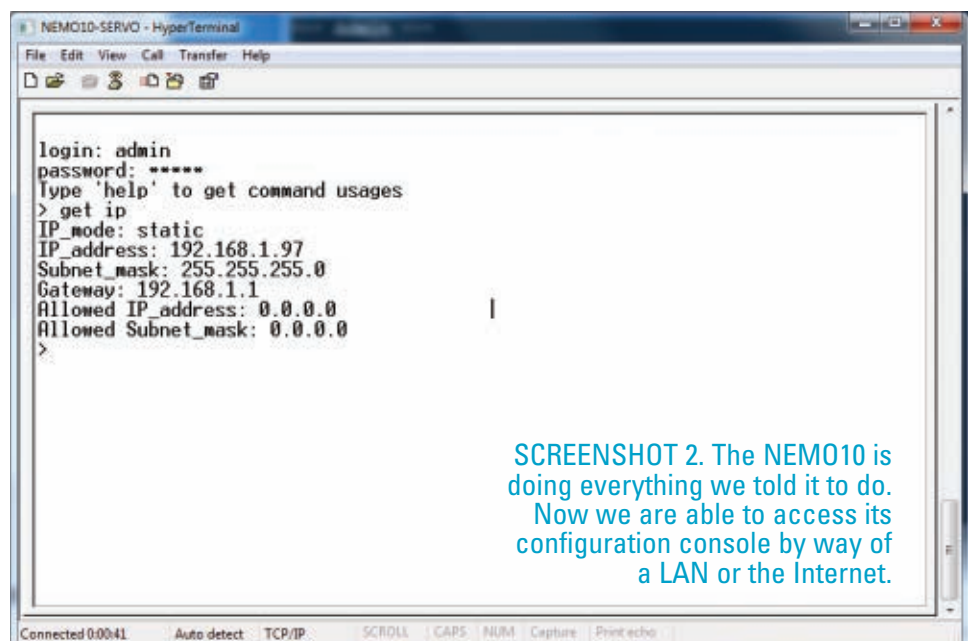 NEMO10-SERVO - HyperTerminal
File Edit View Call Transfer Help
login: admin
password: *****
Type 'help' to get command usages
> get ip
IP_mode: static
IP_address: 192.168.1.97
Subnet_mask: 255.255.255.0
Gateway: 192.168.1.1
Allowed IP_address: 0.0.0.0
Allowed Subnet_mask: 0.0.0.0
>
SCREENSHOT 2. The NEMO10 is
doing everything we told it to do.
Now we are able to access its
configuration console by way of
a LAN or the Internet.
Connected 0:00:41 Auto detect TCP/IP SCROLL CAPS NUM Capture Print echo